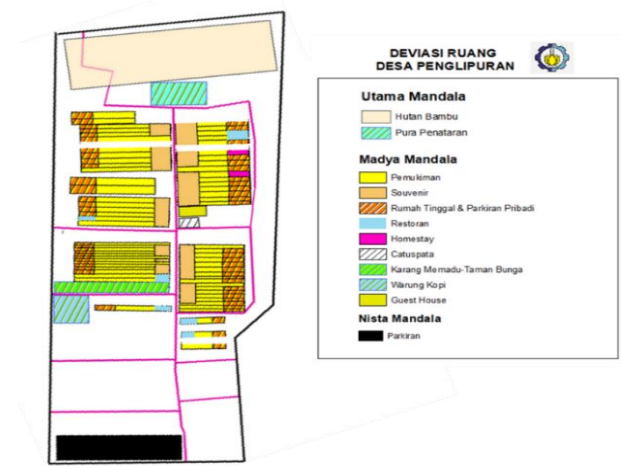 DEVIASI RUANG
DESA PENGLIPURAN
Utama Mandala
Hutan Bambu
Pura Penataran
Madya Mandala
Pemukiman
Souvenir
Rumah Tinggal & Parkiran Pribadi
Restoran
Homestay
Catuspata
Karang Memadu-Taman Bunga
Warung Kopi
Guest House
Nista Mandala
Parkiran